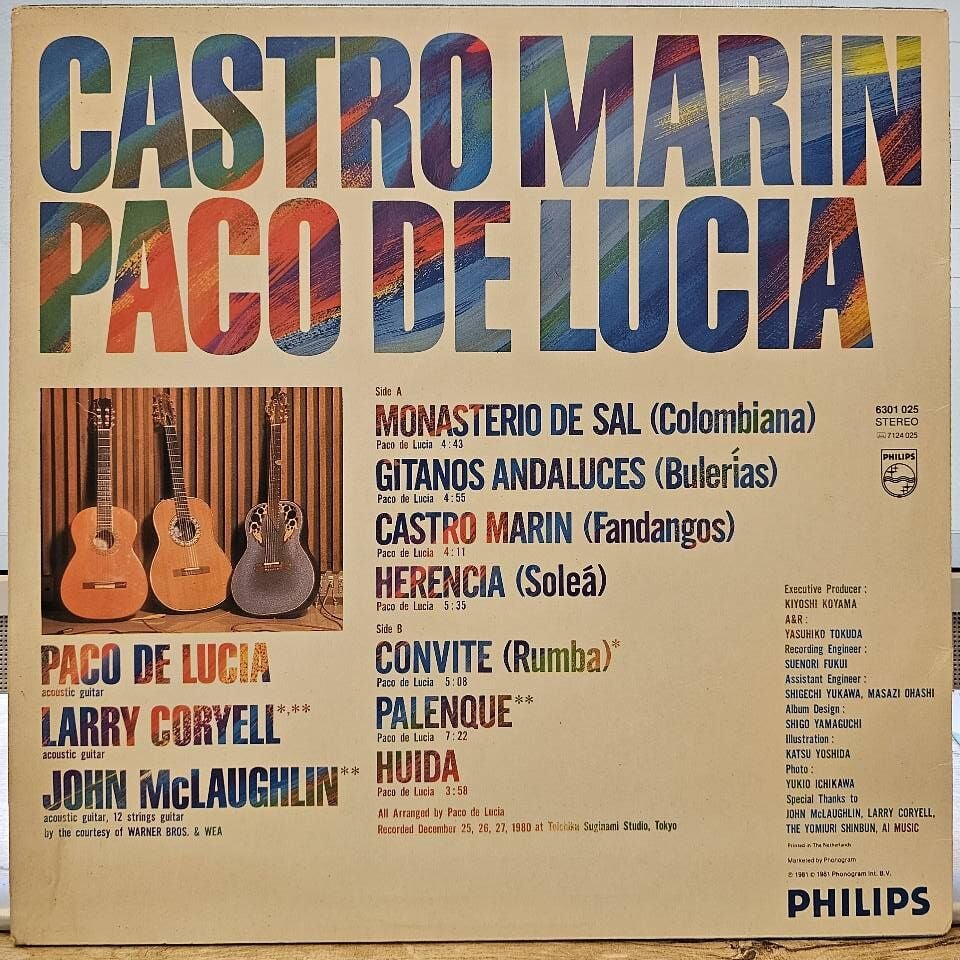 CASTRO MARIN
PACO DE LUCIA
Side A
MONASTERIO DE SAL (Colombiana)
Paco de Lucia 4:43
GITANOS ANDALUCES (Bulerías)
Paco de Lucia 4:55
CASTRO MARIN (Fandangos)
Paco de Lucia 4:11
HERENCIA (Soleá)
Paco de Lucia 5:35
Side B
CONVITE (Rumba)*
Paco de Lucia 5:08
PALENQUE**
Paco de Lucia 7:22
HUIDA
Paco de Lucia 3:58
All Arranged by Paco de Lucia
Recorded December 25, 26, 27, 1980 at Teichiku Suginami Studio, Tokyo
PACO DE LUCIA
acoustic guitar
LARRY CORYELL*,**
acoustic guitar
JOHN McLAUGHLIN**
acoustic guitar, 12 strings guitar
by the courtesy of WARNER BROS. & WEA
6301 025
STEREO
7124 025
PHILIPS
Executive Producer :
KIYOSHI KOYAMA
A&R :
YASUHIKO TOKUDA
Recording Engineer :
SUENORI FUKUI
Assistant Engineer :
SHIGECHI YUKAWA, MASAZI OHASHI
Album Design :
SHIGO YAMAGUCHI
Illustration :
KATSU YOSHIDA
Photo :
YUKIO ICHIKAWA
Special Thanks to
JOHN McLAUGHLIN, LARRY CORYELL,
THE YOMIURI SHINBUN, AI MUSIC
Printed in The Netherlands
Marketed by Phonogram
℗ 1981 © 1981 Phonogram Int. B.V.
PHILIPS